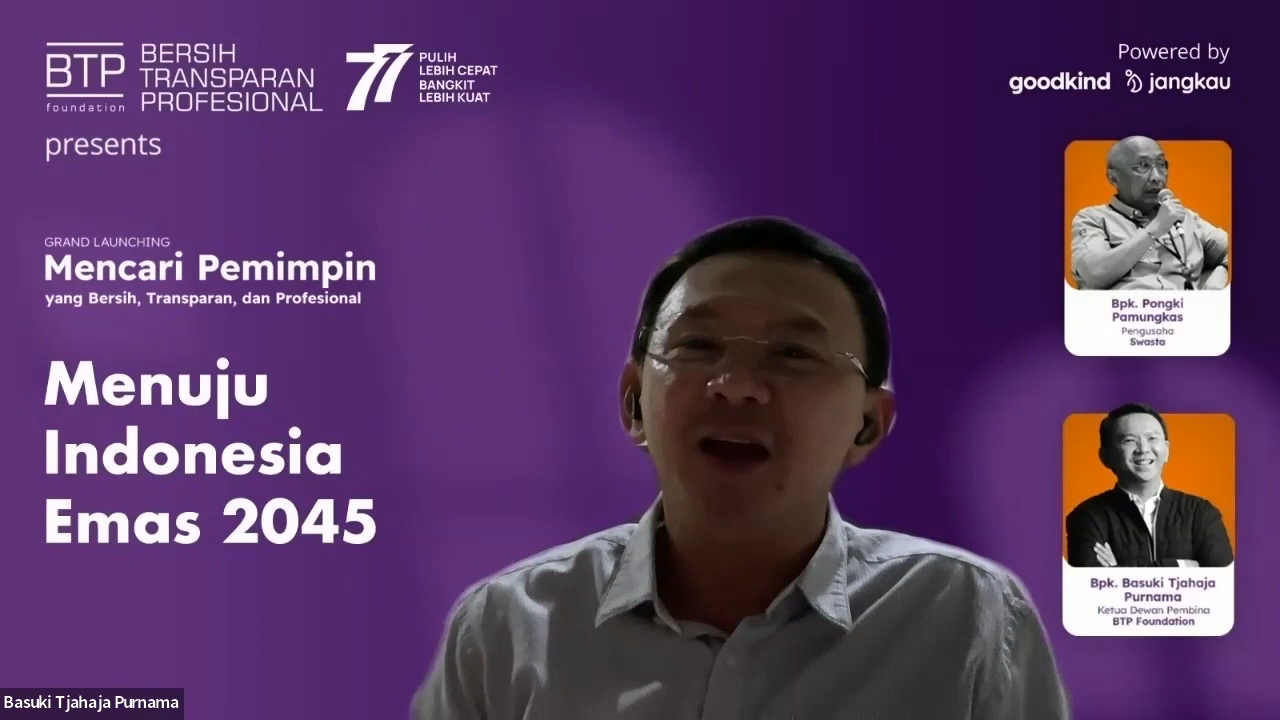 BTP
foundation
BERSIH
TRANSPARAN
PROFESIONAL
77
PULIH
LEBIH CEPAT
BANGKIT
LEBIH KUAT
presents
Powered by
goodkind jangkau
GRAND LAUNCHING
Mencari Pemimpin
yang Bersih, Transparan, dan Profesional
Menuju
Indonesia
Emas 2045
Bpk. Pongki
Pamungkas
Pengusaha
Swasta
Bpk. Basuki Tjahaja
Purnama
Ketua Dewan Pembina
BTP Foundation
Basuki Tjahaja Purnama